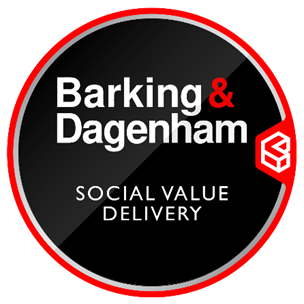 Barking &
Dagenham
SOCIAL VALUE
DELIVERY